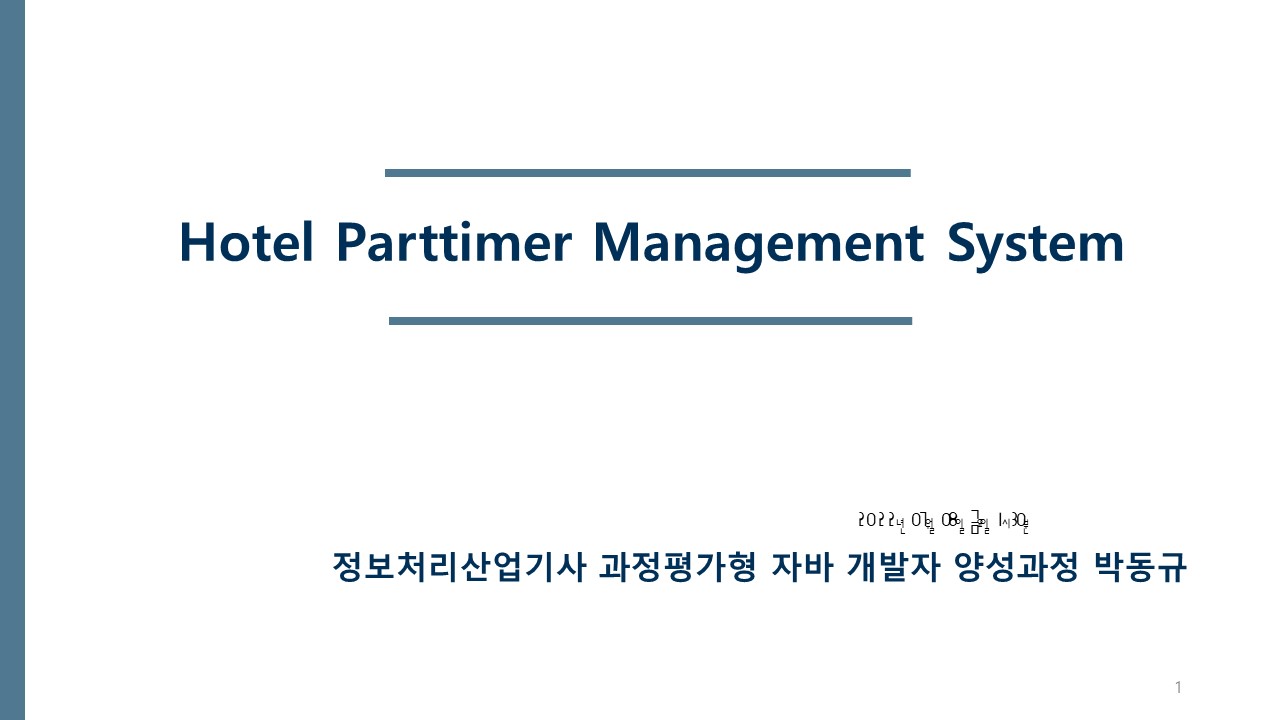 Hotel Parttimer Management System
2022년 07월 08일 금요일 1시30분
정보처리산업기사 과정평가형 자바 개발자 양성과정 박동규
1